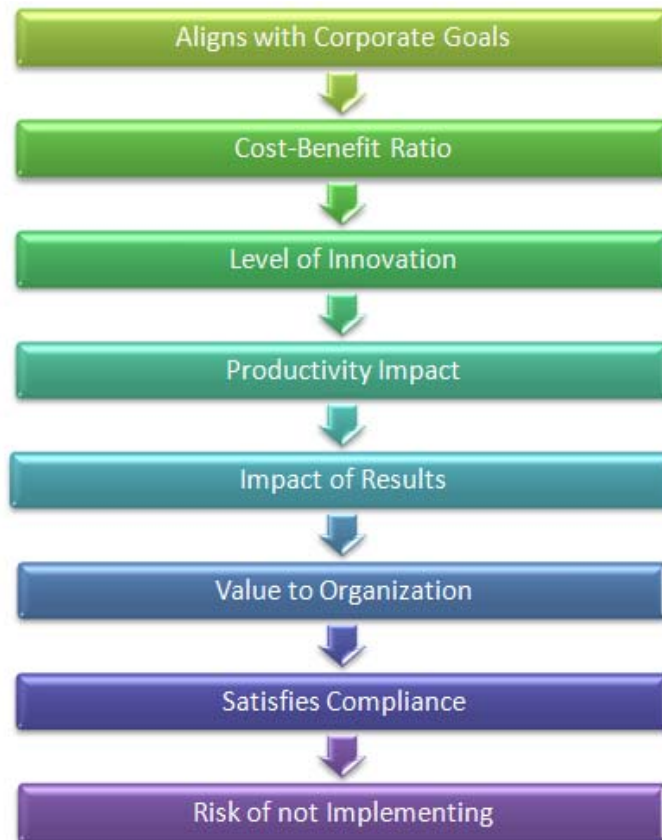 Aligns with Corporate Goals
Cost-Benefit Ratio
Level of Innovation
Productivity Impact
Impact of Results
Value to Organization
Satisfies Compliance
Risk of not Implementing